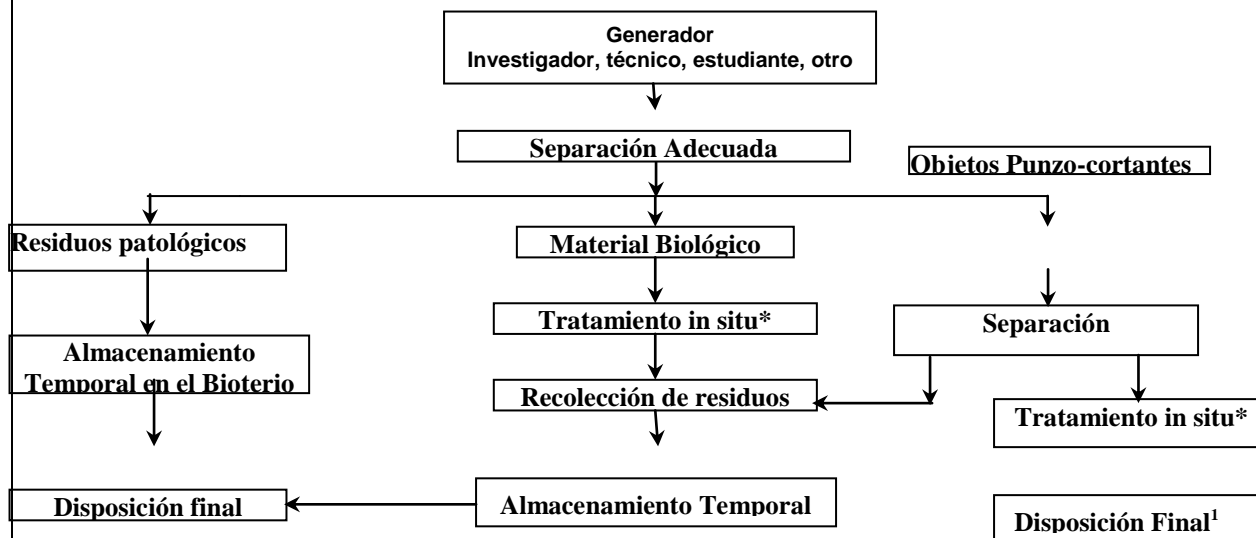 Generador
Investigador, técnico, estudiante, otro
Separación Adecuada
Objetos Punzo-cortantes
Residuos patológicos
Material Biológico
Tratamiento in situ*
Separación
Almacenamiento
Temporal en el Bioterio
Recolección de residuos
Tratamiento in situ*
Disposición final
Almacenamiento Temporal
Disposición Final¹